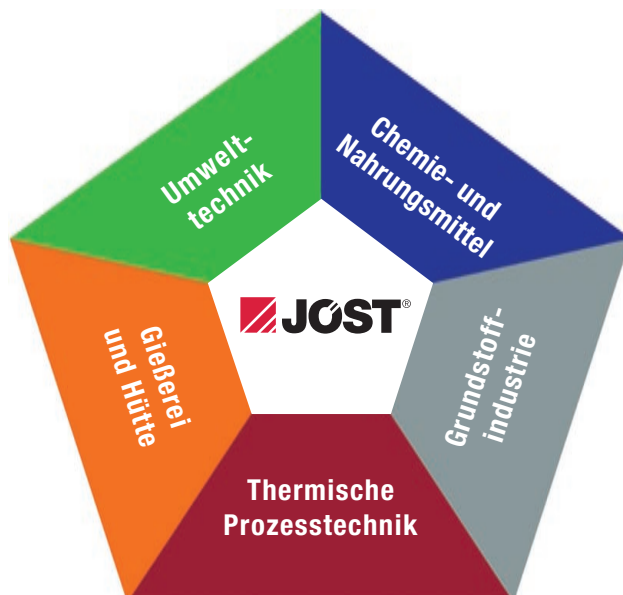 Umwelt-
technik
Chemie- und
Nahrungsmittel
JÖST®
Gießerei
und Hütte
Grundstoff-
industrie
Thermische
Prozesstechnik